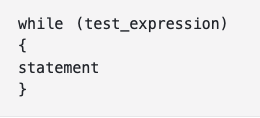 while (test_expression)
{
statement
}